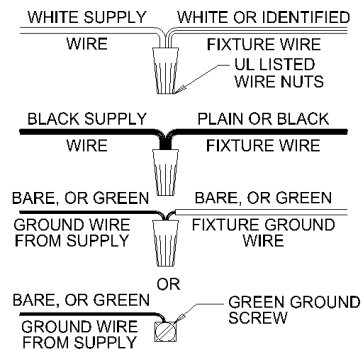 WHITE SUPPLY WIRE
WHITE OR IDENTIFIED FIXTURE WIRE
UL LISTED
WIRE NUTS
BLACK SUPPLY WIRE
PLAIN OR BLACK FIXTURE WIRE
BARE, OR GREEN
GROUND WIRE
FROM SUPPLY
BARE, OR GREEN
FIXTURE GROUND
WIRE
OR
BARE, OR GREEN
GROUND WIRE
FROM SUPPLY
GREEN GROUND
SCREW